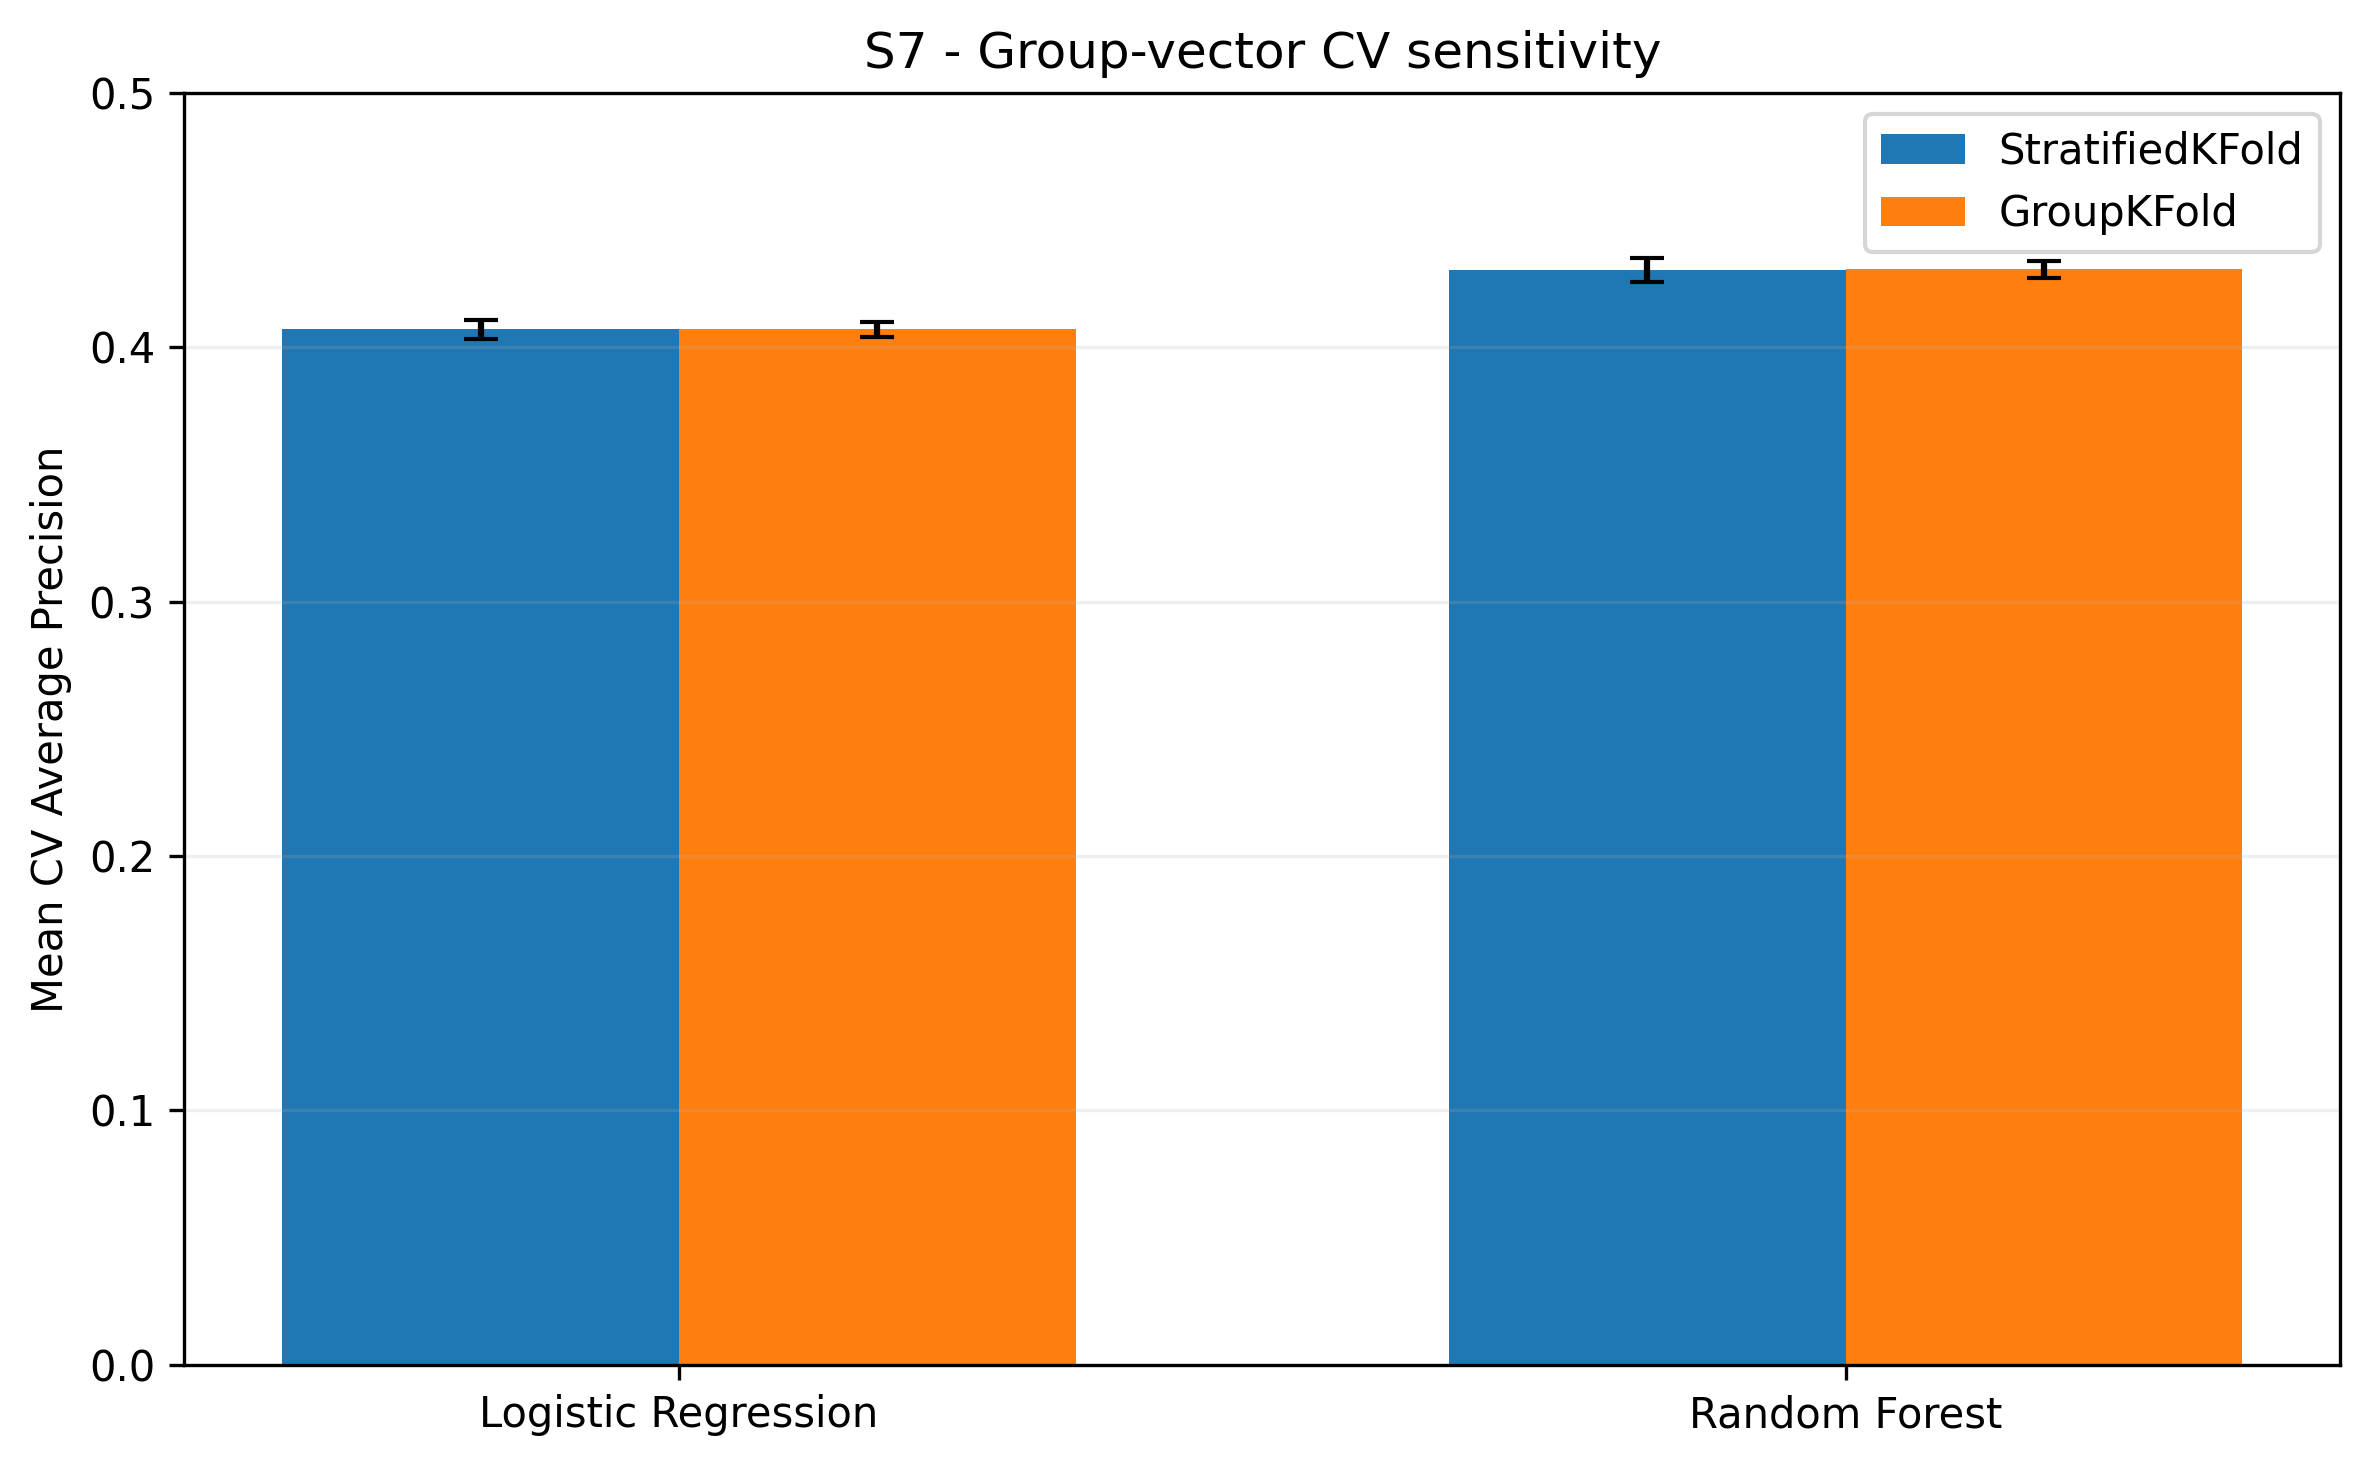 S7 - Group-vector CV sensitivity
StratifiedKFold
GroupKFold
Mean CV Average Precision
0.5
0.4
0.3
0.2
0.1
0.0
Logistic Regression
Random Forest